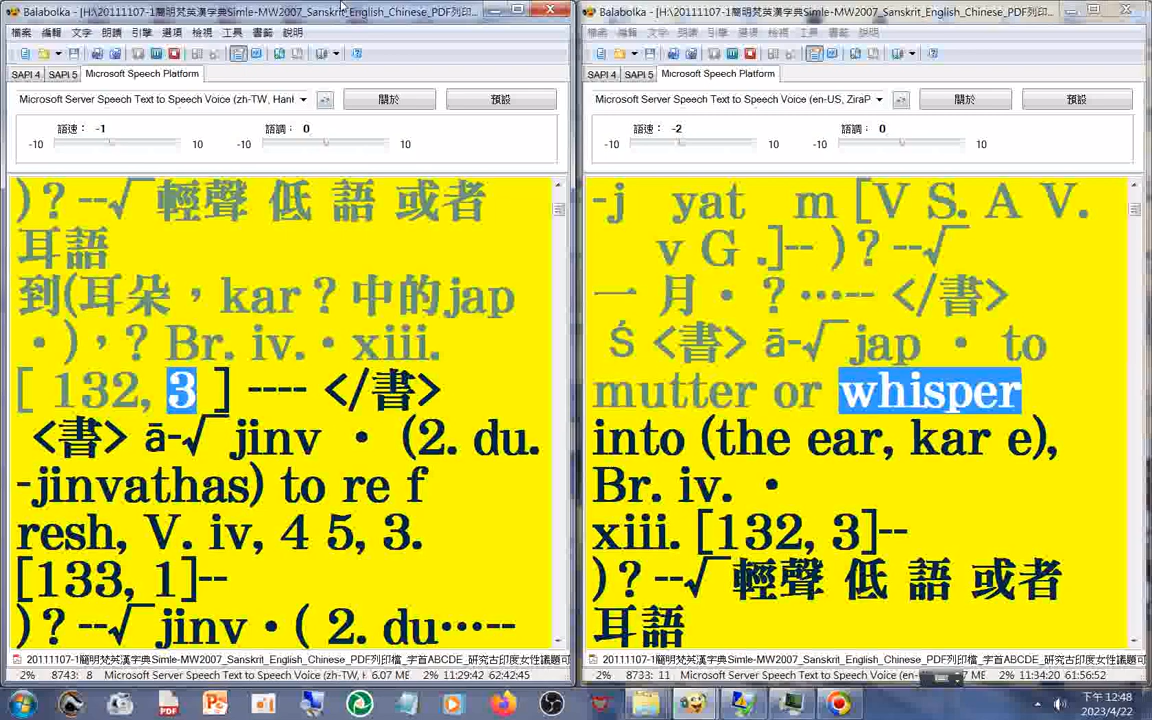 Balabolka - [H:\20111107-1簡明梵英漢字典Simle-MW2007_Sanskrit_English_Chinese_PDF列印...
檔案 編輯 文字 朗讀 引擎 選項 檢視 工具 書籤 說明
SAPI 4 SAPI 5 Microsoft Speech Platform
Microsoft Server Speech Text to Speech Voice (zh-TW, HanH
關於 預設
語速： -1 語調： 0
-10 10 -10 10
)？--√輕聲 低 語 或者
耳語
到(耳朵，kar？中的jap
•)，？Br. iv.•xiii.
[ 132, 3 ] ---- </書>
<書> ā-√jinv • (2. du.
-jinvathas) to re f
resh, V. iv, 4 5, 3.
[133, 1]--
)？--√jinv•( 2. du…--
20111107-1簡明梵英漢字典Simle-MW2007_Sanskrit_English_Chinese_PDF列印檔_字首ABCDE_研究古印度女性議題可
2% 8743: 8 Microsoft Server Speech Text to Speech Voice (zh-TW, H 6.07 MB 2% 11:29:42 62:42:45
Balabolka - [H:\20111107-1簡明梵英漢字典Simle-MW2007_Sanskrit_English_Chinese_PDF列印...
檔案 編輯 文字 朗讀 引擎 選項 檢視 工具 書籤 說明
SAPI 4 SAPI 5 Microsoft Speech Platform
Microsoft Server Speech Text to Speech Voice (en-US, ZiraP
關於 預設
語速： -2 語調： 0
-10 10 -10 10
-j yat m [V S. A V.
v G .]-- )？--√
一 月•？…-- </書>
Ś <書> ā-√jap • to
mutter or whisper
into (the ear, kar e),
Br. iv. •
xiii. [132, 3]--
)？--√輕聲 低 語 或者
耳語
20111107-1簡明梵英漢字典Simle-MW2007_Sanskrit_English_Chinese_PDF列印檔_字首ABCDE_研究古印度女性議題可
2% 8733: 11 Microsoft Server Speech Text to Speech Voice (en-US, 6.07 MB 2% 11:34:20 61:56:52
PDF
下午 12:48
2023/4/22